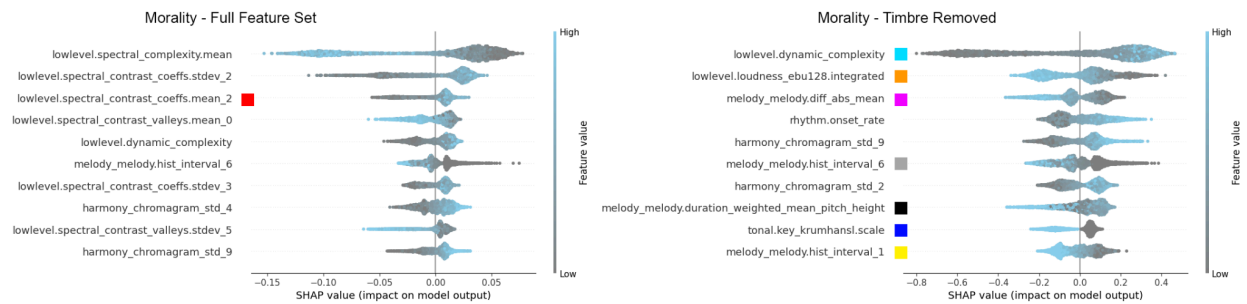 Morality - Full Feature Set
High
lowlevel.spectral_complexity.mean
lowlevel.spectral_contrast_coeffs.stdev_2
lowlevel.spectral_contrast_coeffs.mean_2
lowlevel.spectral_contrast_valleys.mean_0
lowlevel.dynamic_complexity
melody_melody.hist_interval_6
lowlevel.spectral_contrast_coeffs.stdev_3
harmony_chromagram_std_4
lowlevel.spectral_contrast_valleys.stdev_5
harmony_chromagram_std_9
Feature value
Low
−0.15 −0.10 −0.05 0.00 0.05
SHAP value (impact on model output)
Morality - Timbre Removed
High
lowlevel.dynamic_complexity
lowlevel.loudness_ebu128.integrated
melody_melody.diff_abs_mean
rhythm.onset_rate
harmony_chromagram_std_9
melody_melody.hist_interval_6
harmony_chromagram_std_2
melody_melody.duration_weighted_mean_pitch_height
tonal.key_krumhansl.scale
melody_melody.hist_interval_1
Feature value
Low
−0.8 −0.6 −0.4 −0.2 0.0 0.2 0.4
SHAP value (impact on model output)